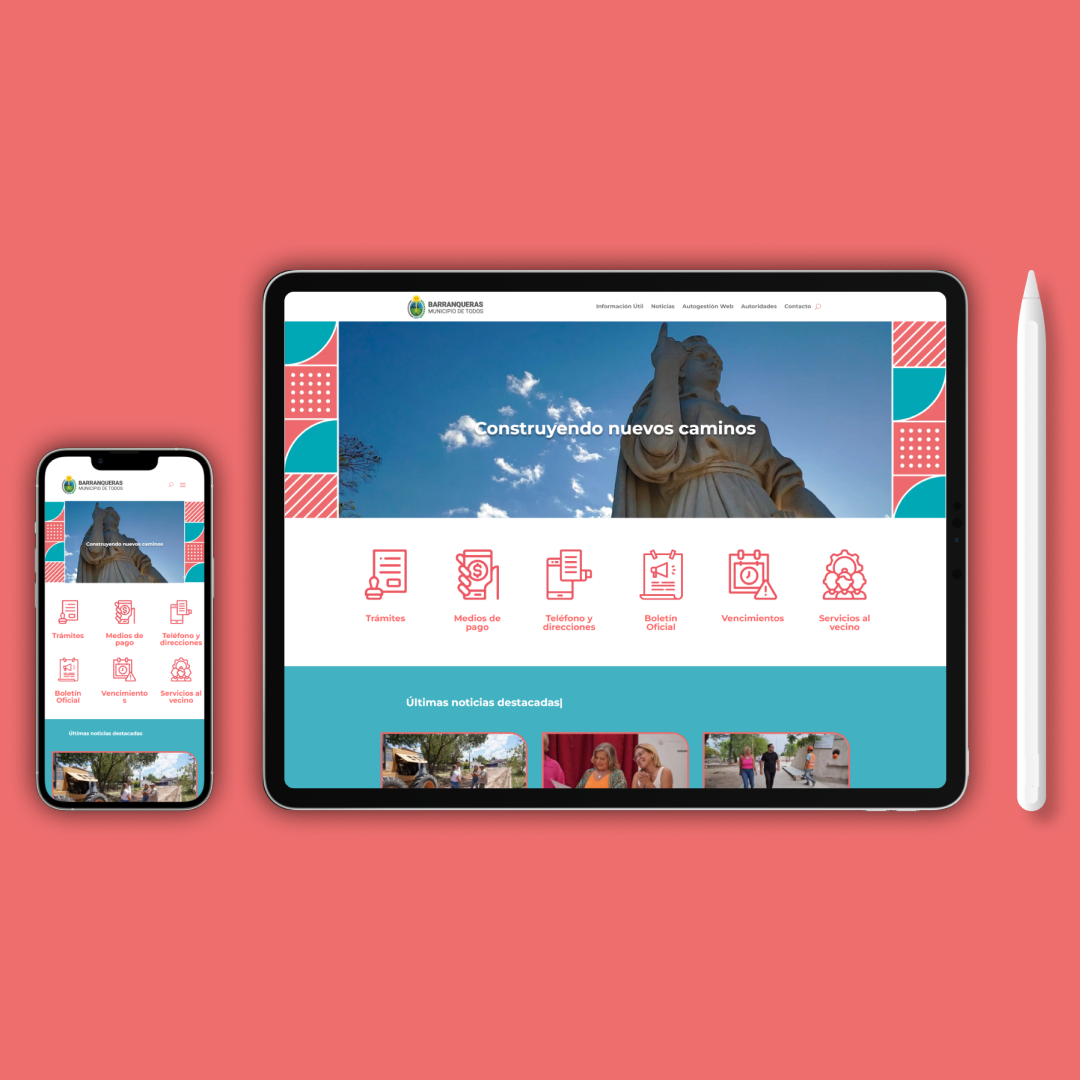 BARRANQUERAS
MUNICIPIO DE TODOS
Información Útil Noticias Autogestión Web Autoridades Contacto
Construyendo nuevos caminos
Trámites
Medios de
pago
Teléfono y
direcciones
Boletín
Oficial
Vencimientos
Servicios al
vecino
Últimas noticias destacadas|
BARRANQUERAS
MUNICIPIO DE TODOS
Construyendo nuevos caminos
Trámites
Medios de
pago
Teléfono y
direcciones
Boletín
Oficial
Vencimiento
s
Servicios al
vecino
Últimas noticias destacadas